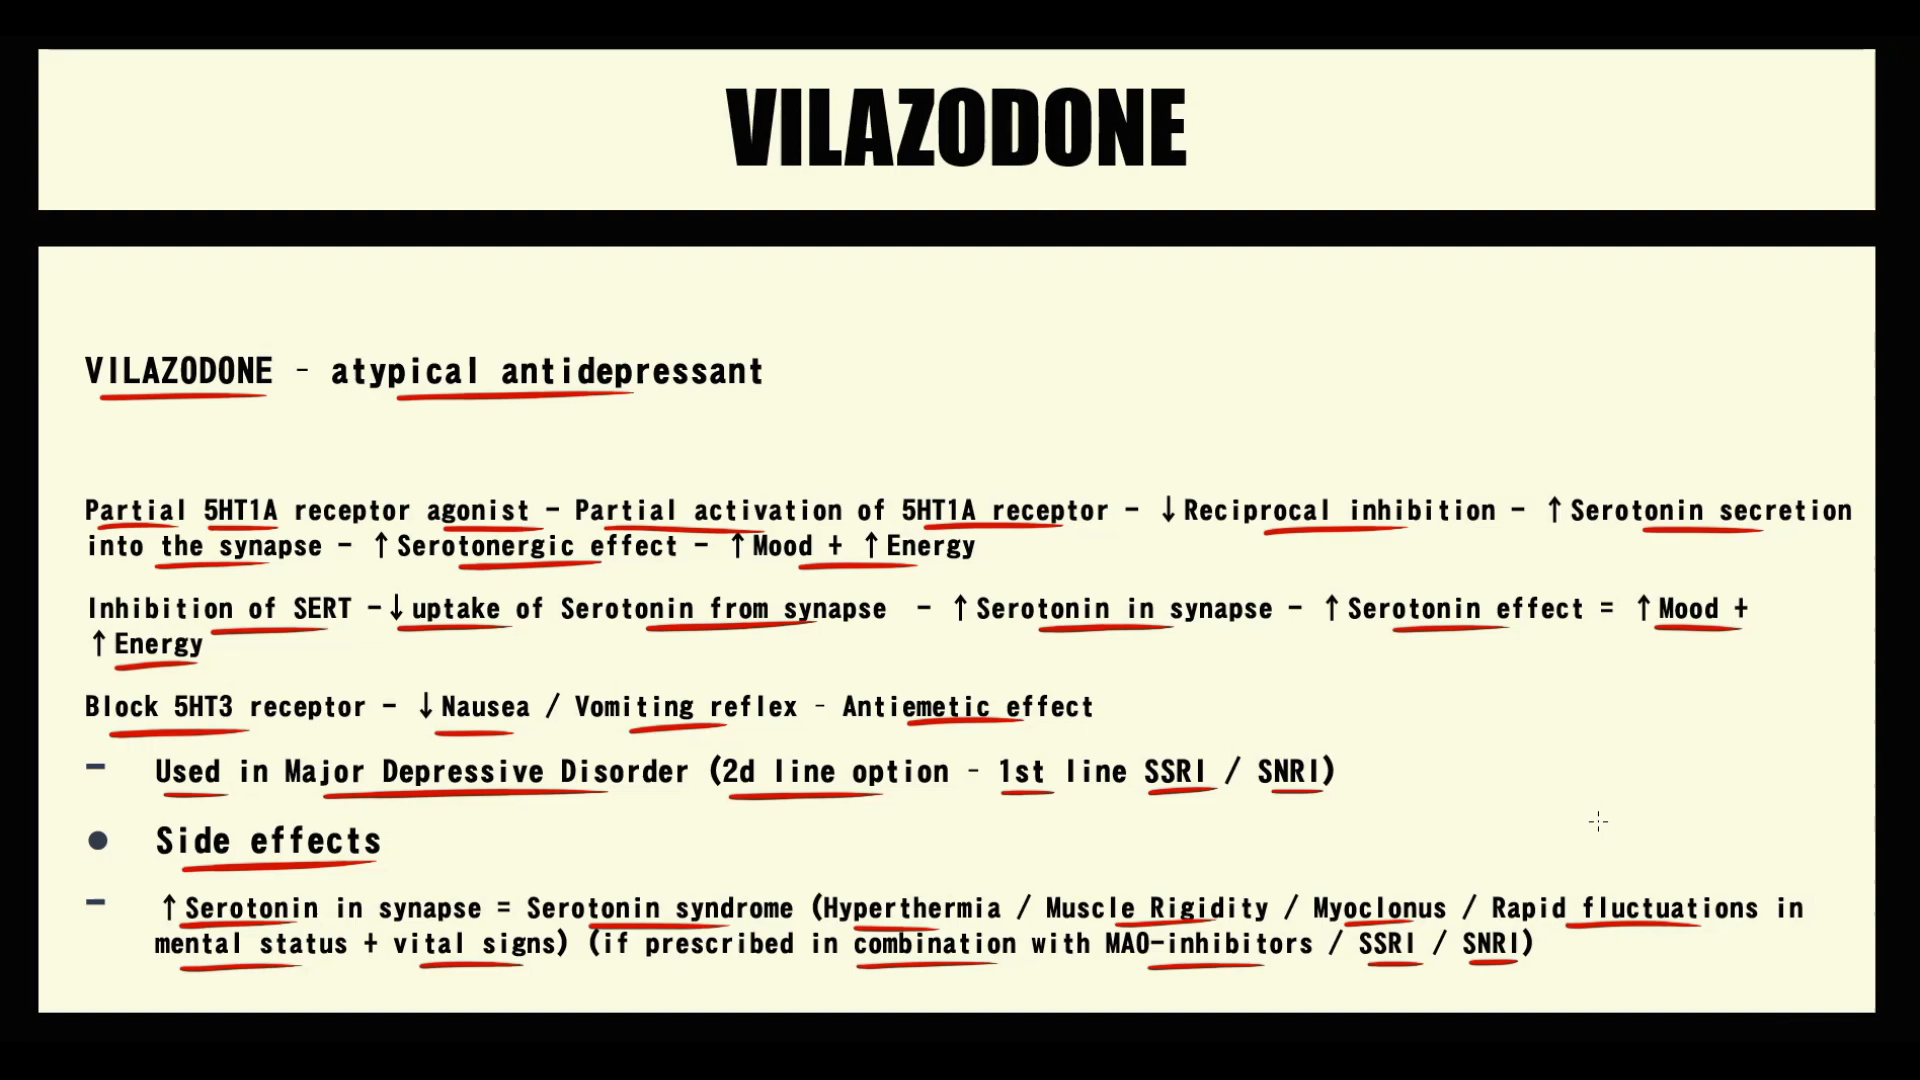 VILAZODONE
VILAZODONE - atypical antidepressant
Partial 5HT1A receptor agonist – Partial activation of 5HT1A receptor – ↓Reciprocal inhibition – ↑Serotonin secretion
into the synapse – ↑Serotonergic effect – ↑Mood + ↑Energy
Inhibition of SERT –↓uptake of Serotonin from synapse – ↑Serotonin in synapse – ↑Serotonin effect = ↑Mood +
↑Energy
Block 5HT3 receptor – ↓Nausea / Vomiting reflex - Antiemetic effect
– Used in Major Depressive Disorder (2d line option - 1st line SSRI / SNRI)
● Side effects
– ↑Serotonin in synapse = Serotonin syndrome (Hyperthermia / Muscle Rigidity / Myoclonus / Rapid fluctuations in
mental status + vital signs) (if prescribed in combination with MAO-inhibitors / SSRI / SNRI)